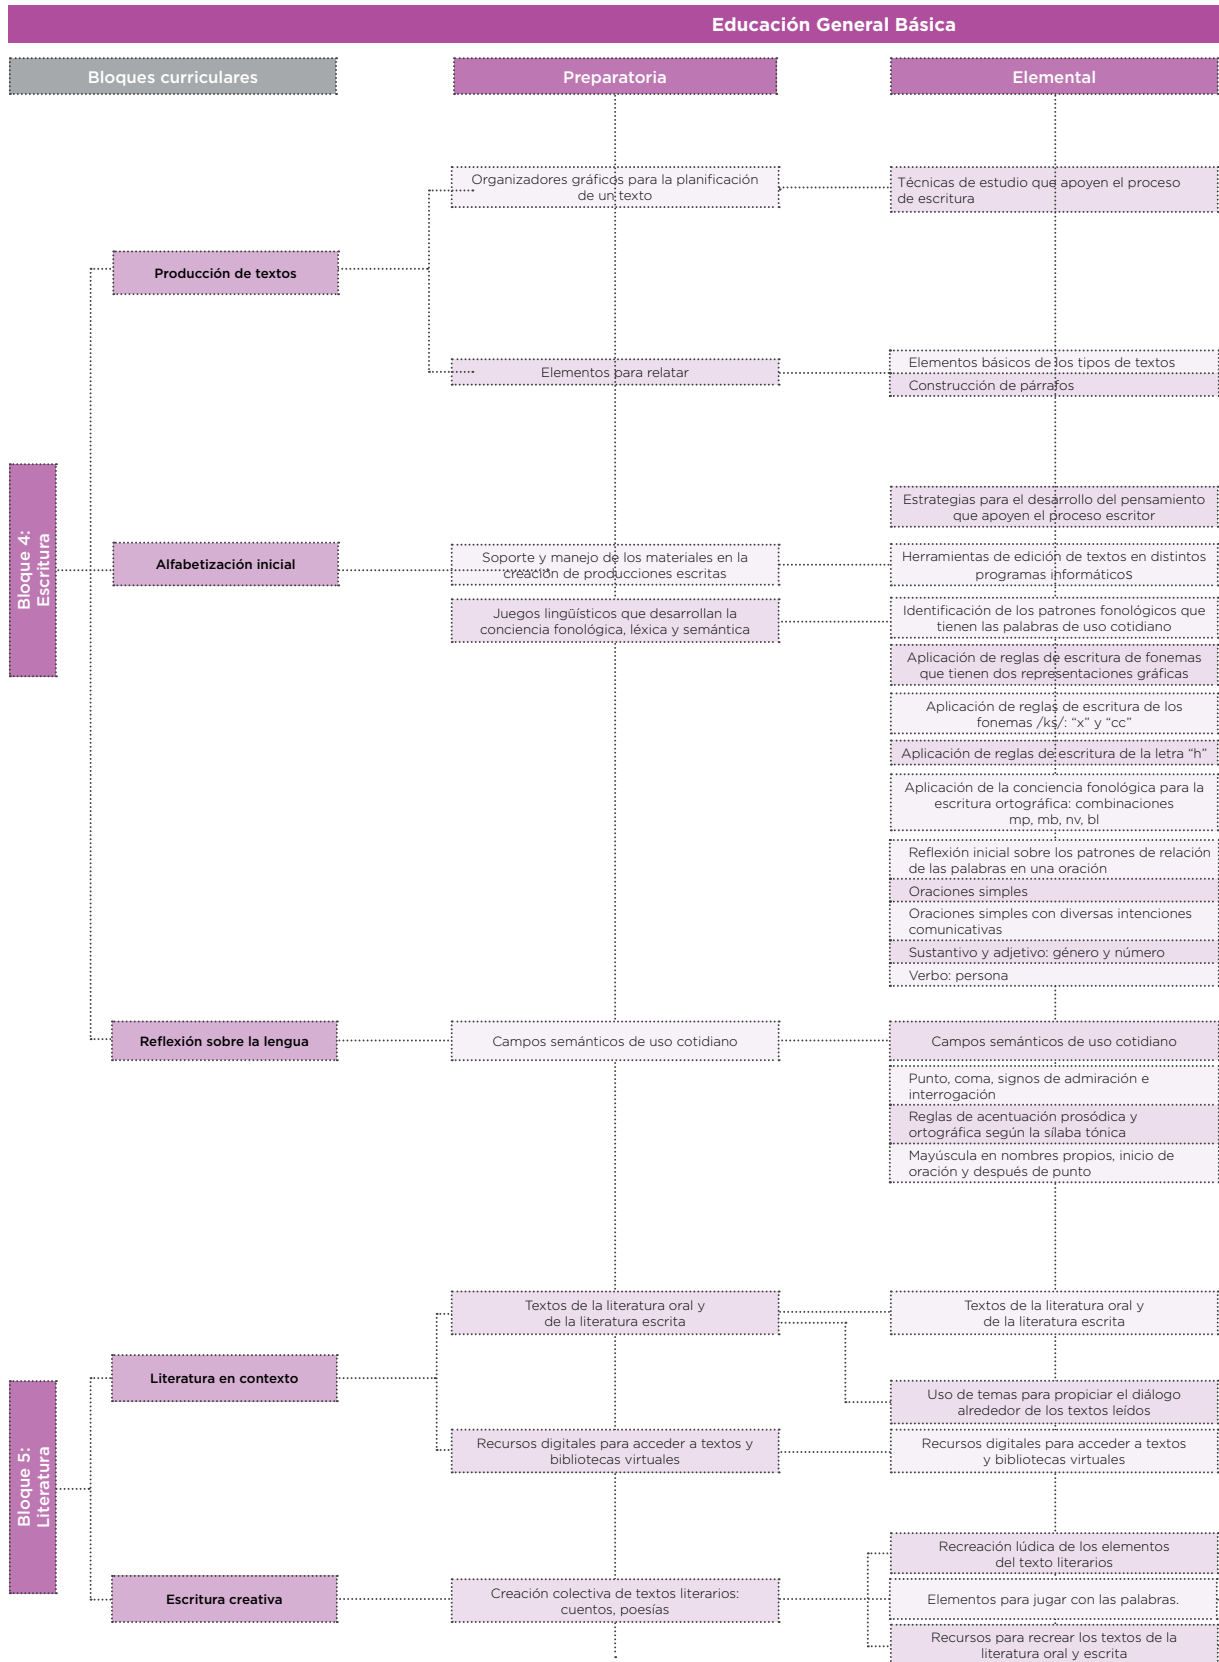 Educación General Básica
Bloques curriculares
Preparatoria
Elemental
Bloque 4:
Escritura
Producción de textos
Organizadores gráficos para la planificación
de un texto
Técnicas de estudio que apoyen el proceso
de escritura
Elementos para relatar
Elementos básicos de los tipos de textos
Construcción de párrafos
Alfabetización inicial
Soporte y manejo de los materiales en la
creación de producciones escritas
Juegos lingüísticos que desarrollan la
conciencia fonológica, léxica y semántica
Estrategias para el desarrollo del pensamiento
que apoyen el proceso escritor
Herramientas de edición de textos en distintos
programas informáticos
Identificación de los patrones fonológicos que
tienen las palabras de uso cotidiano
Aplicación de reglas de escritura de fonemas
que tienen dos representaciones gráficas
Aplicación de reglas de escritura de los
fonemas /ks/: “x” y “cc”
Aplicación de reglas de escritura de la letra “h”
Aplicación de la conciencia fonológica para la
escritura ortográfica: combinaciones
mp, mb, nv, bl
Reflexión inicial sobre los patrones de relación
de las palabras en una oración
Oraciones simples
Oraciones simples con diversas intenciones
comunicativas
Sustantivo y adjetivo: género y número
Verbo: persona
Reflexión sobre la lengua
Campos semánticos de uso cotidiano
Campos semánticos de uso cotidiano
Punto, coma, signos de admiración e
interrogación
Reglas de acentuación prosódica y
ortográfica según la sílaba tónica
Mayúscula en nombres propios, inicio de
oración y después de punto
Bloque 5:
Literatura
Literatura en contexto
Textos de la literatura oral y
de la literatura escrita
Textos de la literatura oral y
de la literatura escrita
Uso de temas para propiciar el diálogo
alrededor de los textos leídos
Recursos digitales para acceder a textos y
bibliotecas virtuales
Recursos digitales para acceder a textos
y bibliotecas virtuales
Escritura creativa
Creación colectiva de textos literarios:
cuentos, poesías
Recreación lúdica de los elementos
del texto literarios
Elementos para jugar con las palabras.
Recursos para recrear los textos de la
literatura oral y escrita